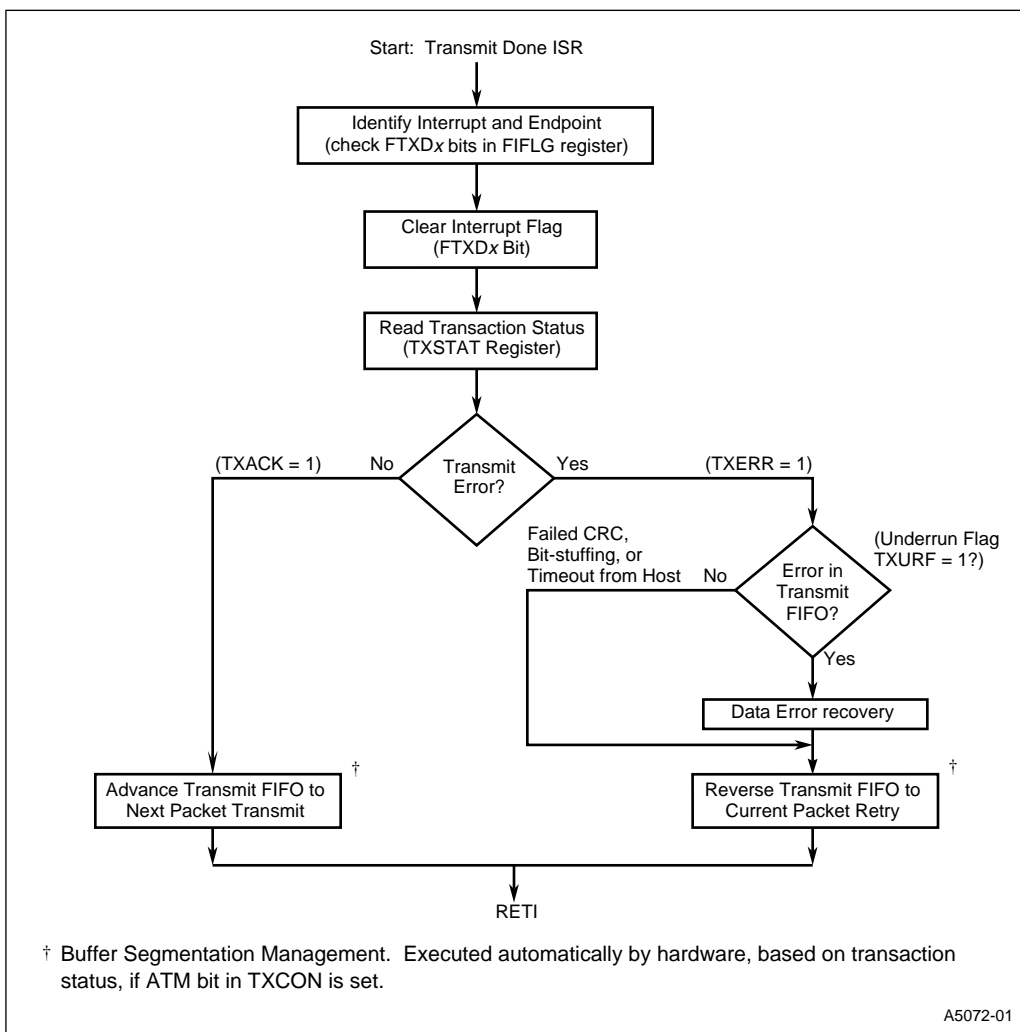 Start: Transmit Done ISR
Identify Interrupt and Endpoint
(check FTXDx bits in FIFLG register)
Clear Interrupt Flag
(FTXDx Bit)
Read Transaction Status
(TXSTAT Register)
(TXACK = 1)
No
Transmit
Error?
Yes
(TXERR = 1)
Failed CRC,
Bit-stuffing, or
Timeout from Host
No
Error in
Transmit
FIFO?
(Underrun Flag
TXURF = 1?)
Yes
Data Error recovery
†
Advance Transmit FIFO to
Next Packet Transmit
†
Reverse Transmit FIFO to
Current Packet Retry
RETI
† Buffer Segmentation Management. Executed automatically by hardware, based on transaction
status, if ATM bit in TXCON is set.
A5072-01